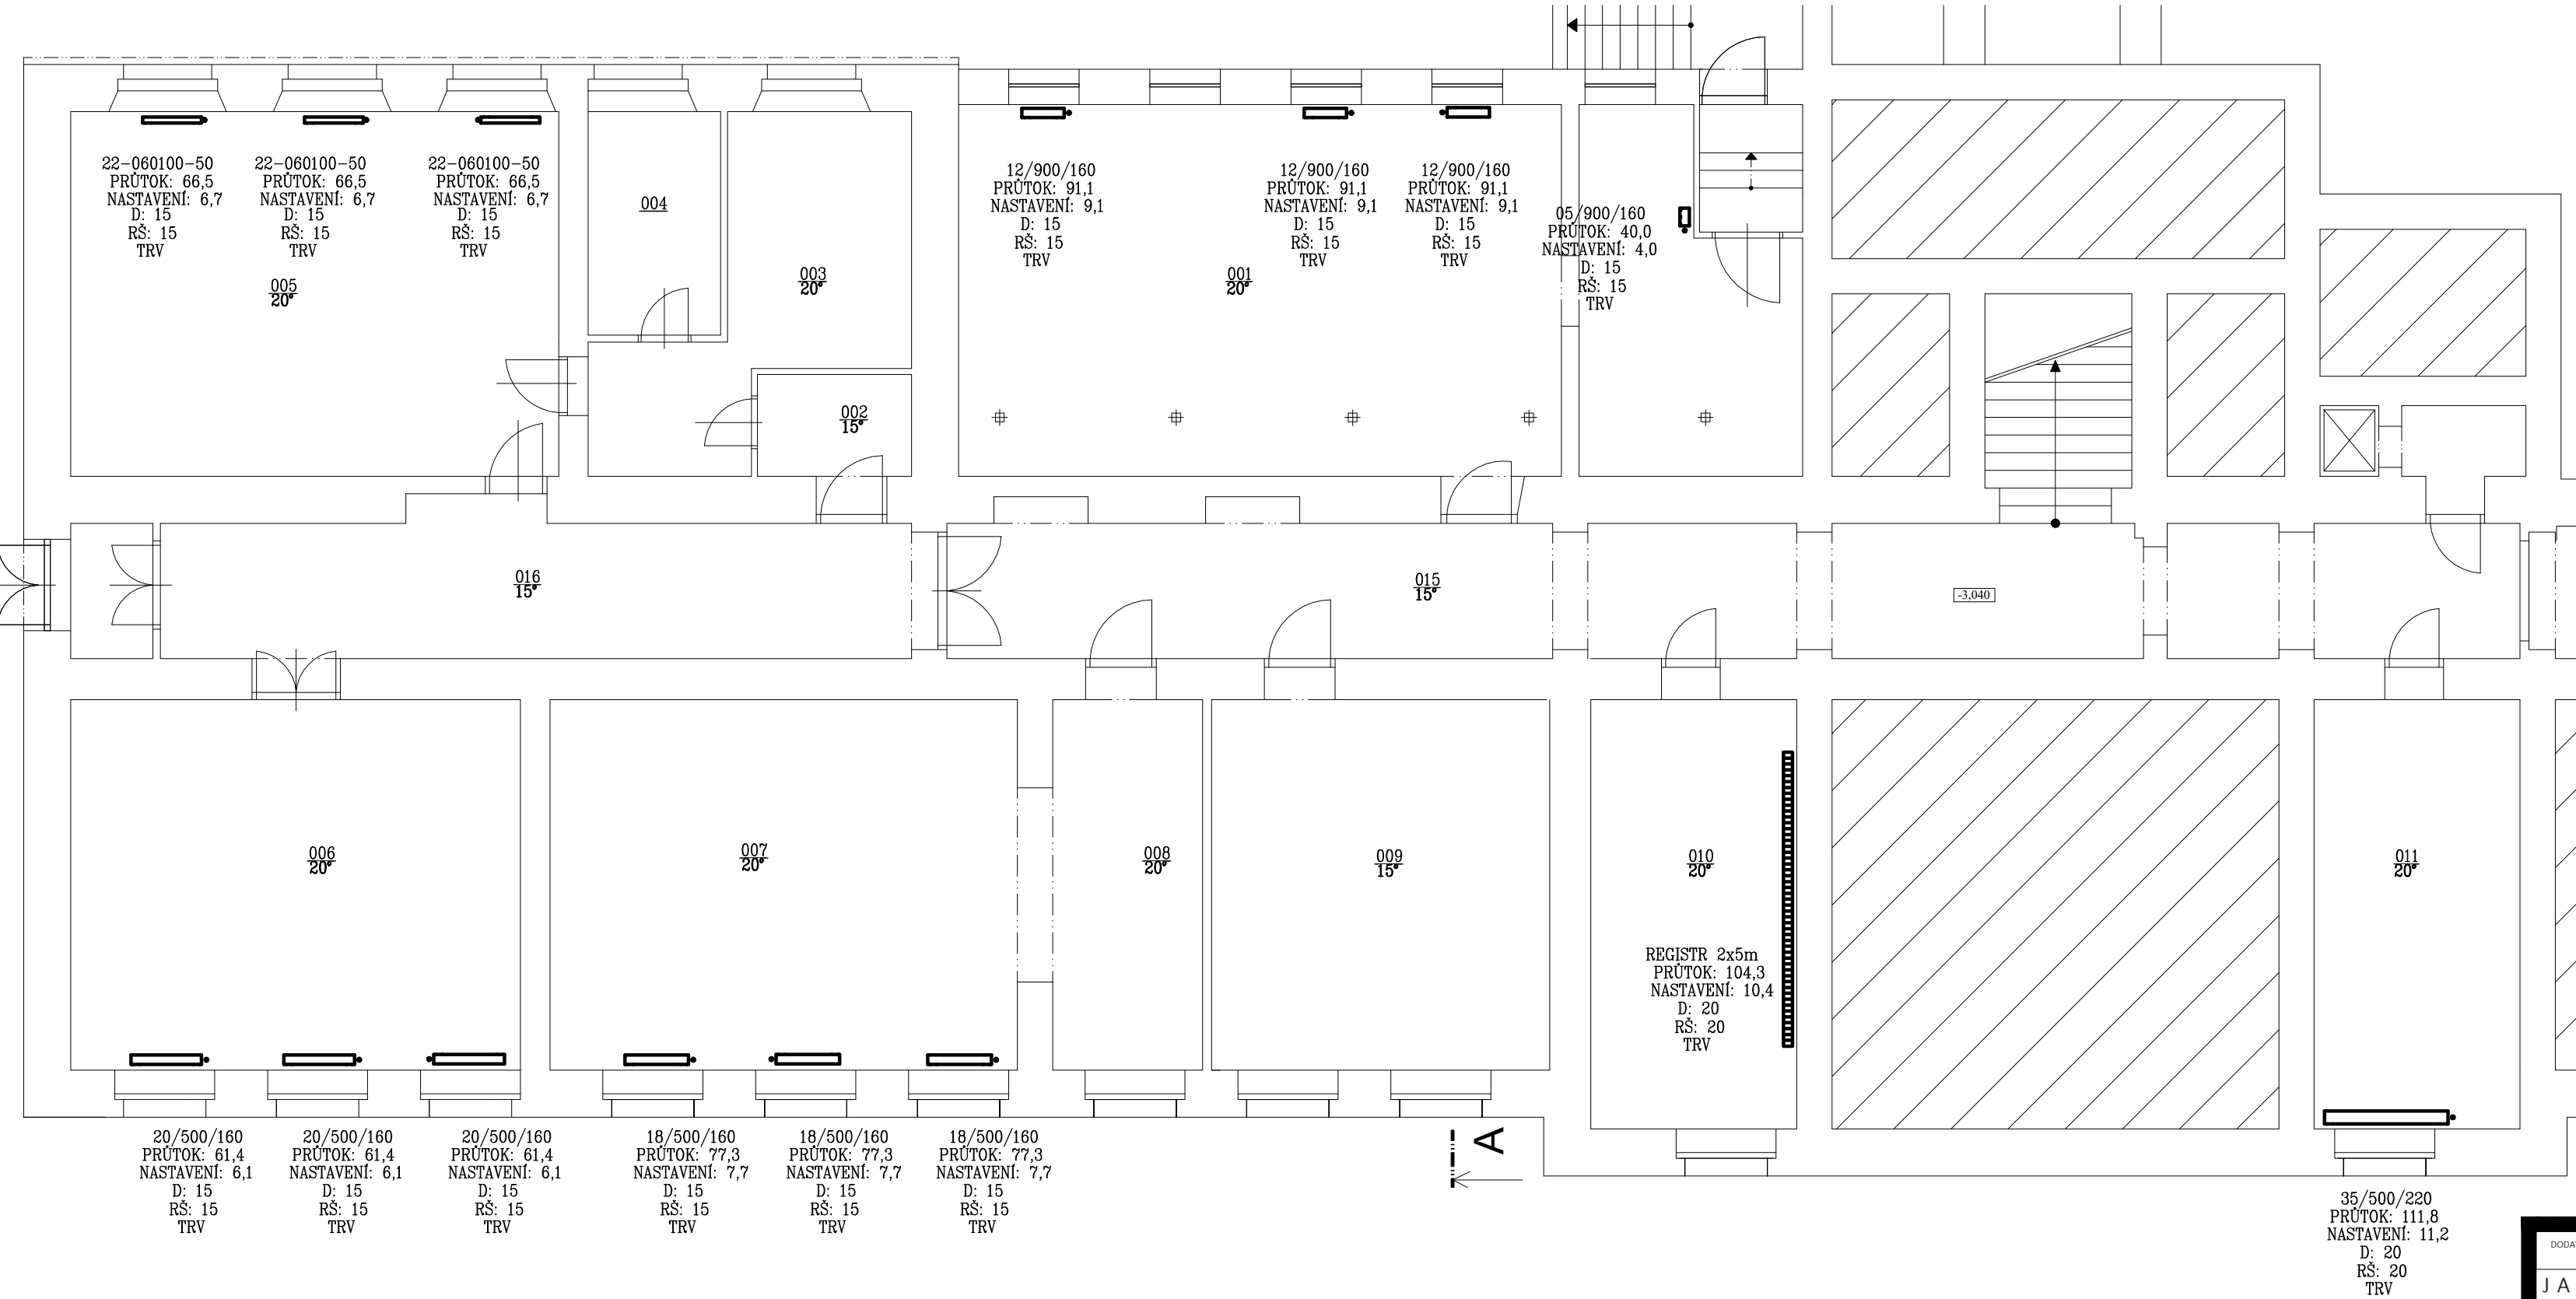 22-060100-50
PRŮTOK: 66,5
NASTAVENÍ: 6,7
D: 15
RŠ: 15
TRV
22-060100-50
PRŮTOK: 66,5
NASTAVENÍ: 6,7
D: 15
RŠ: 15
TRV
22-060100-50
PRŮTOK: 66,5
NASTAVENÍ: 6,7
D: 15
RŠ: 15
TRV
005
20°
004
003
20°
002
15°
12/900/160
PRŮTOK: 91,1
NASTAVENÍ: 9,1
D: 15
RŠ: 15
TRV
12/900/160
PRŮTOK: 91,1
NASTAVENÍ: 9,1
D: 15
RŠ: 15
TRV
12/900/160
PRŮTOK: 91,1
NASTAVENÍ: 9,1
D: 15
RŠ: 15
TRV
001
20°
05/900/160
PRŮTOK: 40,0
NASTAVENÍ: 4,0
D: 15
RŠ: 15
TRV
016
15°
015
15°
-3,040
006
20°
007
20°
008
20°
009
15°
010
20°
011
20°
REGISTR 2x5m
PRŮTOK: 104,3
NASTAVENÍ: 10,4
D: 20
RŠ: 20
TRV
20/500/160
PRŮTOK: 61,4
NASTAVENÍ: 6,1
D: 15
RŠ: 15
TRV
20/500/160
PRŮTOK: 61,4
NASTAVENÍ: 6,1
D: 15
RŠ: 15
TRV
20/500/160
PRŮTOK: 61,4
NASTAVENÍ: 6,1
D: 15
RŠ: 15
TRV
18/500/160
PRŮTOK: 77,3
NASTAVENÍ: 7,7
D: 15
RŠ: 15
TRV
18/500/160
PRŮTOK: 77,3
NASTAVENÍ: 7,7
D: 15
RŠ: 15
TRV
18/500/160
PRŮTOK: 77,3
NASTAVENÍ: 7,7
D: 15
RŠ: 15
TRV
A
35/500/220
PRŮTOK: 111,8
NASTAVENÍ: 11,2
D: 20
RŠ: 20
TRV
DODA
J A